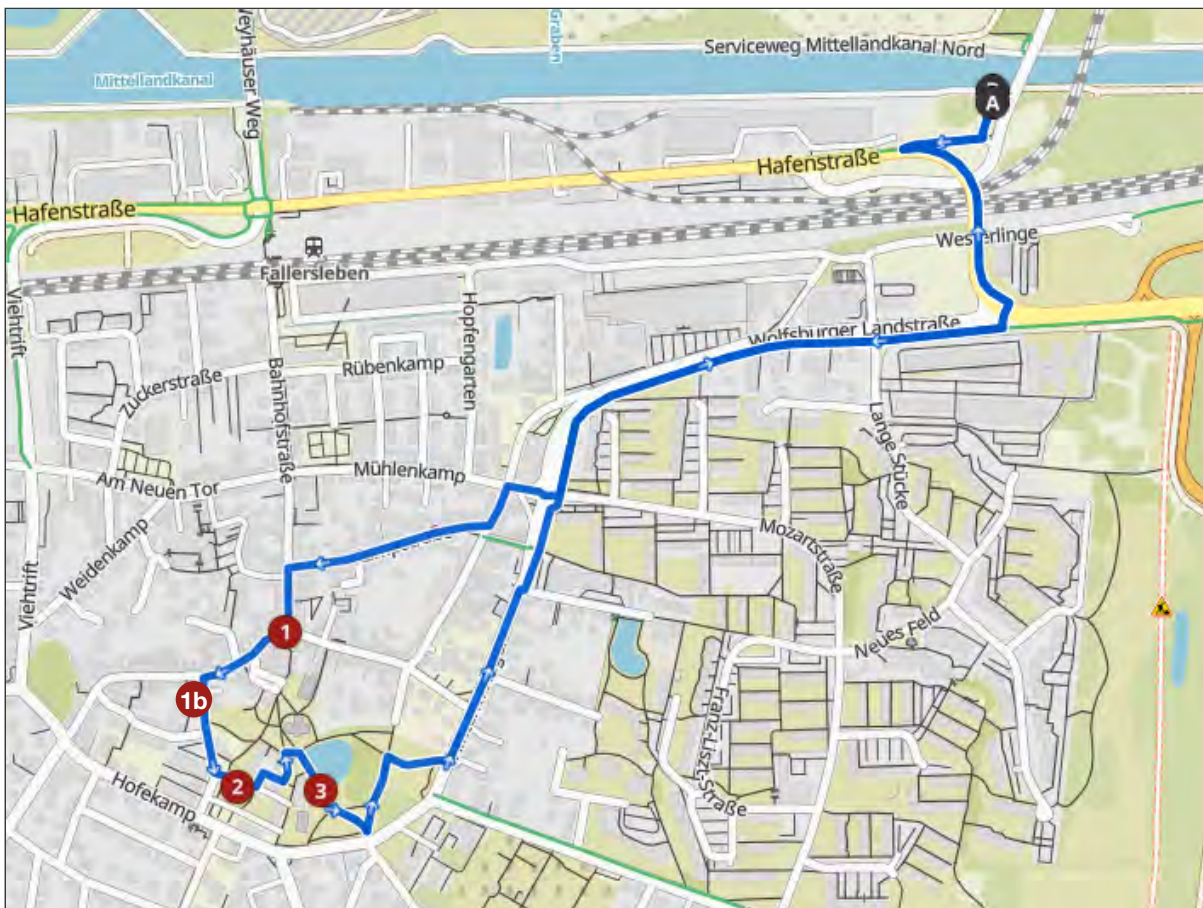 Graben
Weyhäuser Weg
Serviceweg Mittellandkanal Nord
Mittellandkanal
A
Hafenstraße
Hafenstraße
Westerlinge
Fallersleben
Viehtrift
Hopfengarten
Wolfsburger Landstraße
Rübenkamp
Zuckerstraße
Bahnhofstraße
Lange Stücke
Mühlenkamp
Am Neuen Tor
Mozartstraße
Weidenkamp
Viehtrift
Neues Feld
1
1b
Franz-Liszt-Straße
2
3
Hofekamp